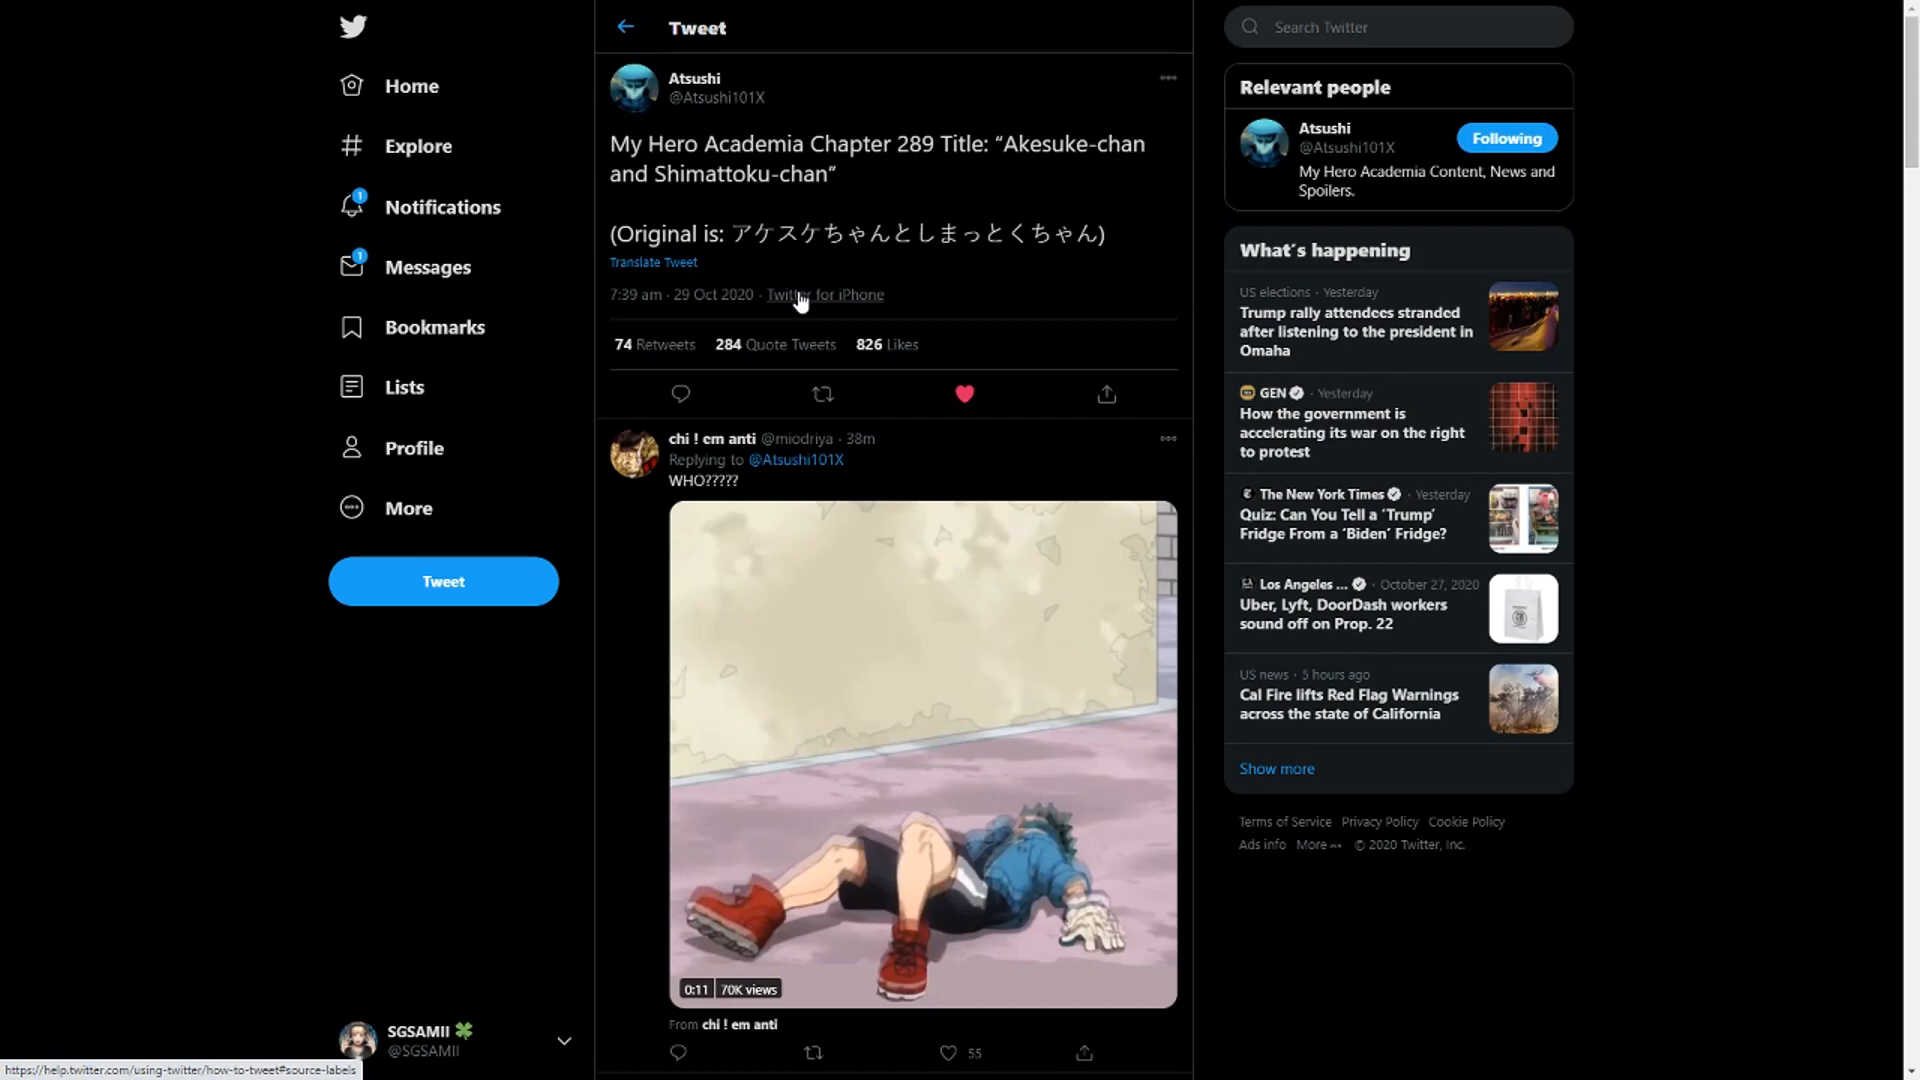 Home
Explore
1
Notifications
1
Messages
Bookmarks
Lists
Profile
More
Tweet
SGSAMII
@SGSAMII
https://help.twitter.com/using-twitter/how-to-tweet#source-labels
Tweet
Atsushi
@Atsushi101X
My Hero Academia Chapter 289 Title: “Akesuke-chan
and Shimattoku-chan”
(Original is: アケスケちゃんとしまっとくちゃん)
Translate Tweet
7:39 am · 29 Oct 2020 · Twitter for iPhone
74 Retweets 284 Quote Tweets 826 Likes
chi ! em anti @miodriya · 38m
Replying to @Atsushi101X
WHO?????
0:11 70K views
From chi ! em anti
55
Search Twitter
Relevant people
Atsushi
@Atsushi101X
Following
My Hero Academia Content, News and
Spoilers.
What’s happening
US elections · Yesterday
Trump rally attendees stranded
after listening to the president in
Omaha
GEN · Yesterday
How the government is
accelerating its war on the right
to protest
The New York Times · Yesterday
Quiz: Can You Tell a ‘Trump’
Fridge From a ‘Biden’ Fridge?
Los Angeles ... · October 27, 2020
Uber, Lyft, DoorDash workers
sound off on Prop. 22
US news · 5 hours ago
Cal Fire lifts Red Flag Warnings
across the state of California
Show more
Terms of Service Privacy Policy Cookie Policy
Ads info More ··· © 2020 Twitter, Inc.